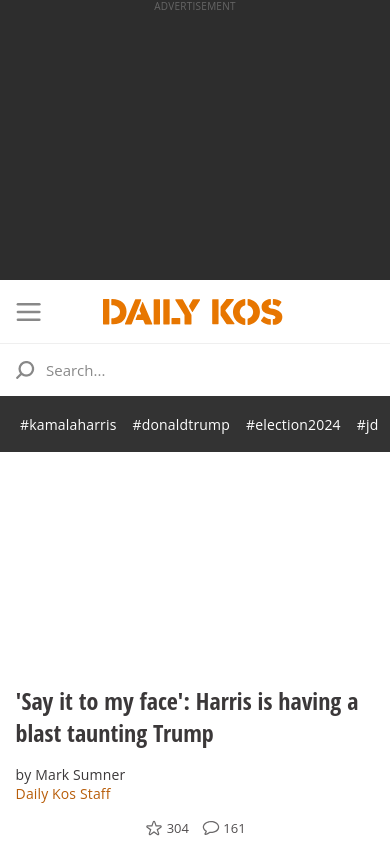 ADVERTISEMENT
DAILY KOS
Search...
#kamalaharris #donaldtrump #election2024 #jd
'Say it to my face': Harris is having a
blast taunting Trump
by Mark Sumner
Daily Kos Staff
304 161